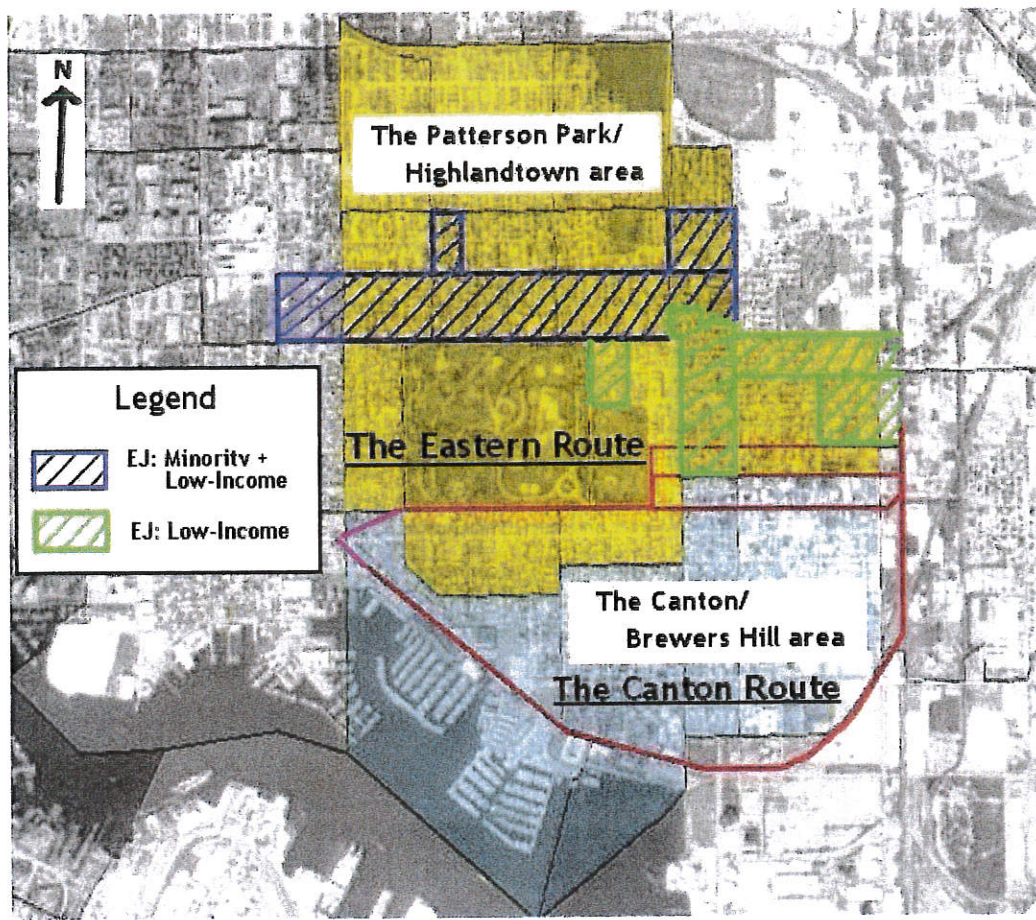 N
The Patterson Park/
Highlandtown area
Legend
EJ: Minority +
Low-Income
EJ: Low-Income
The Eastern Route
The Canton/
Brewers Hill area
The Canton Route